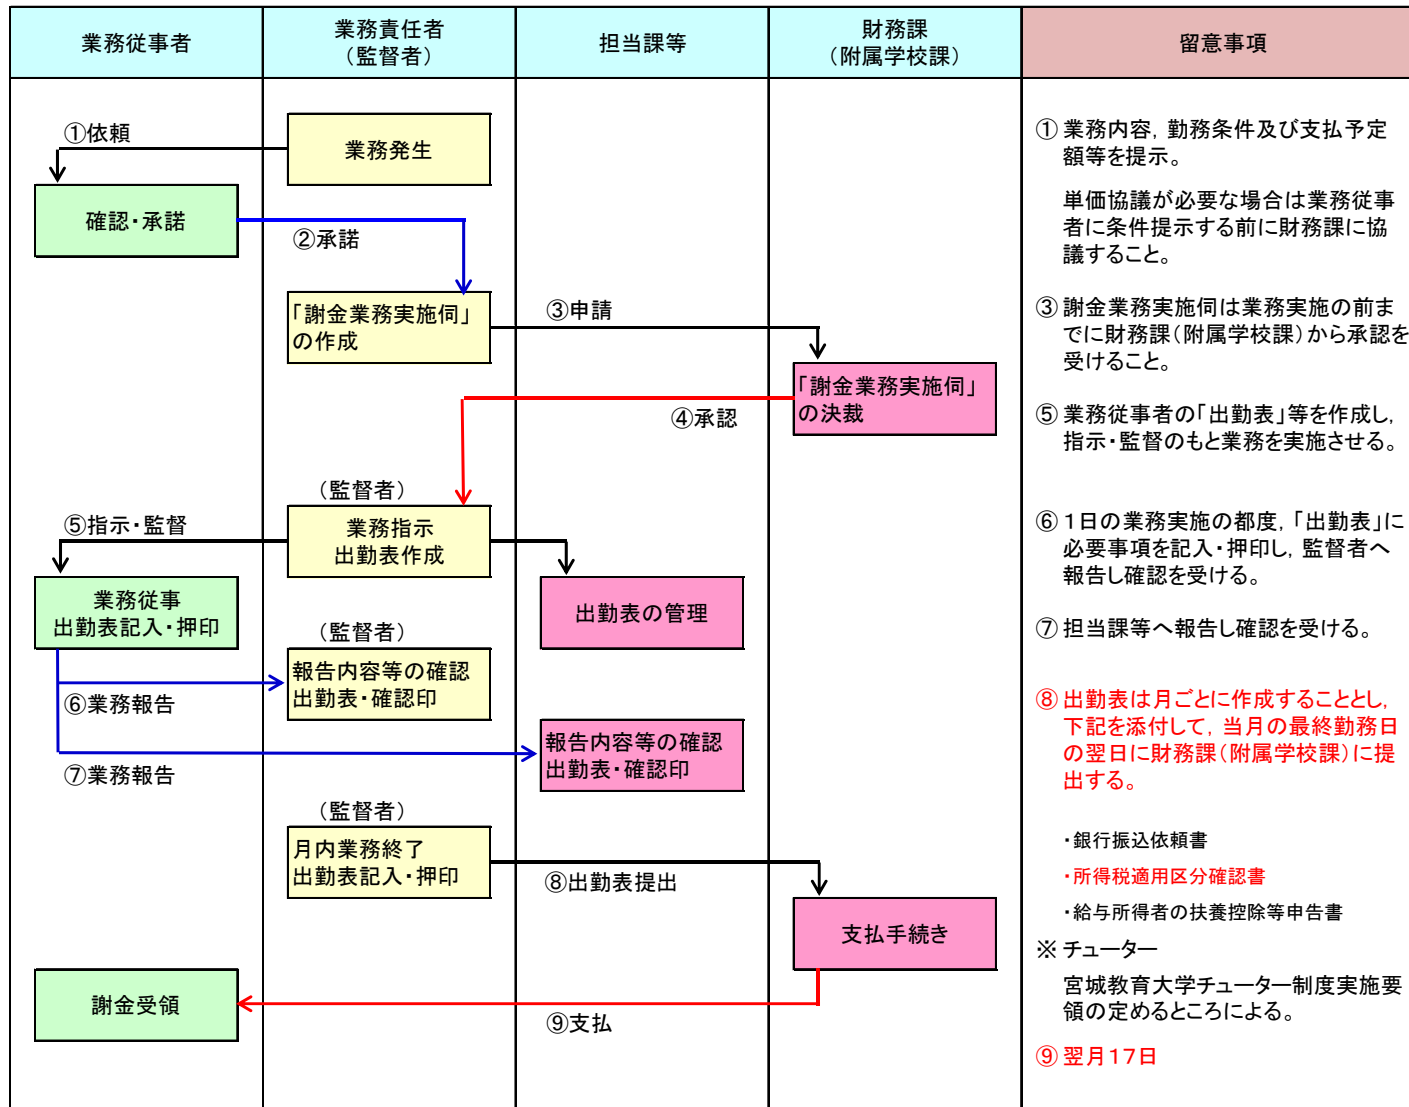 業務従事者
業務責任者
（監督者）
担当課等
財務課
（附属学校課）
留意事項
①依頼
業務発生
確認・承諾
②承諾
「謝金業務実施伺」
の作成
③申請
「謝金業務実施伺」
の決裁
④承認
（監督者）
⑤指示・監督
業務指示
出勤表作成
業務従事
出勤表記入・押印
出勤表の管理
（監督者）
報告内容等の確認
出勤表・確認印
⑥業務報告
報告内容等の確認
出勤表・確認印
⑦業務報告
（監督者）
月内業務終了
出勤表記入・押印
⑧出勤表提出
支払手続き
謝金受領
⑨支払
① 業務内容，勤務条件及び支払予定
額等を提示。
単価協議が必要な場合は業務従事
者に条件提示する前に財務課に協
議すること。
③ 謝金業務実施伺は業務実施の前ま
でに財務課（附属学校課）から承認を
受けること。
⑤ 業務従事者の「出勤表」等を作成し，
指示・監督のもと業務を実施させる。
⑥ １日の業務実施の都度，「出勤表」に
必要事項を記入・押印し，監督者へ
報告し確認を受ける。
⑦ 担当課等へ報告し確認を受ける。
⑧ 出勤表は月ごとに作成することとし，
下記を添付して，当月の最終勤務日
の翌日に財務課（附属学校課）に提
出する。
・銀行振込依頼書
・所得税適用区分確認書
・給与所得者の扶養控除等申告書
※ チューター
宮城教育大学チューター制度実施要
領の定めるところによる。
⑨ 翌月１７日